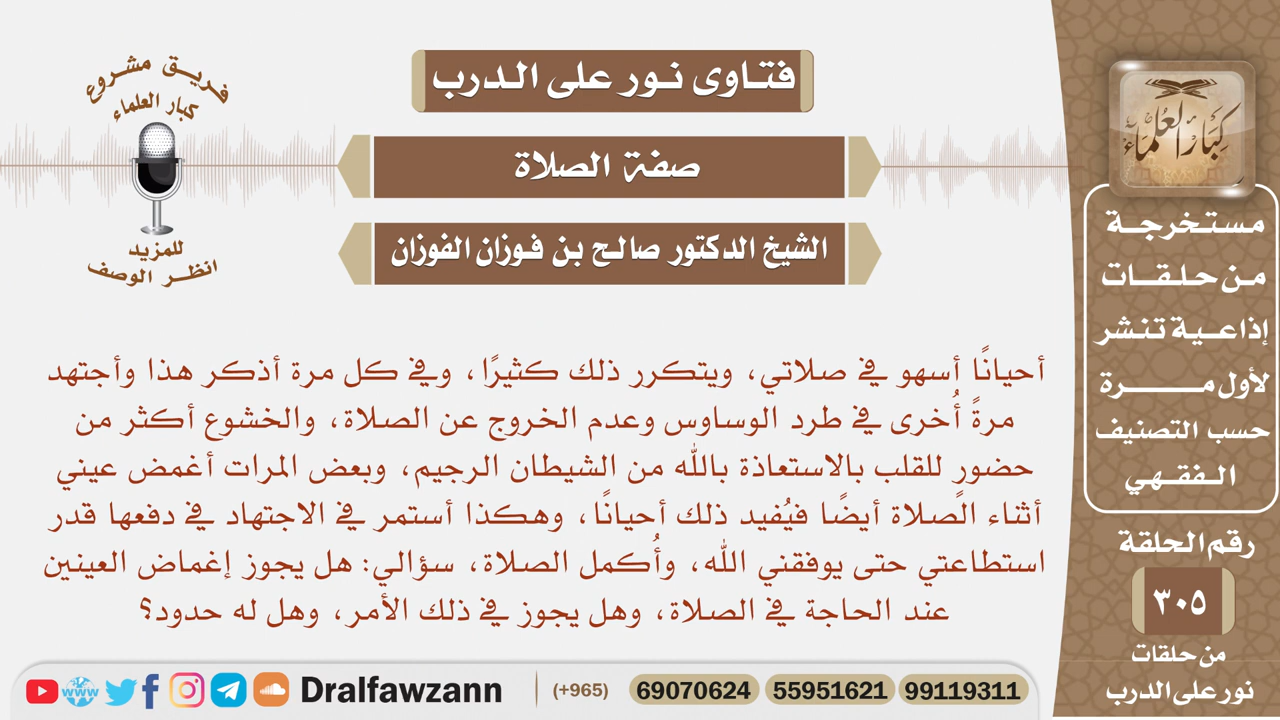 فتاوى نور على الدرب
صفة الصلاة
الشيخ الدكتور صالح بن فوزان الفوزان
فريق مشروع
كبار العلماء
للمزيد
انظر الوصف
كبار العلماء
مستخرجة
من حلقات
إذاعية تنشر
لأول مرة
حسب التصنيف
الفقهي
رقم الحلقة
٣٠٥
من حلقات
نور على الدرب
أحيانًا أسهو في صلاتي، ويتكرر ذلك كثيرًا، وفي كل مرة أذكر هذا وأجتهد
مرةً أُخرى في طرد الوساوس وعدم الخروج عن الصلاة، والخشوع أكثر من
حضور للقلب بالاستعاذة بالله من الشيطان الرجيم، وبعض المرات أغمض عيني
أثناء الصلاة أيضًا فيُفيد ذلك أحيانًا، وهكذا أستمر في الاجتهاد في دفعها قدر
استطاعتي حتى يوفقني الله، وأُكمل الصلاة، سؤالي: هل يجوز إغماض العينين
عند الحاجة في الصلاة، وهل يجوز في ذلك الأمر، وهل له حدود؟
www
Dralfawzann
(+965)
69070624
55951621
99119311